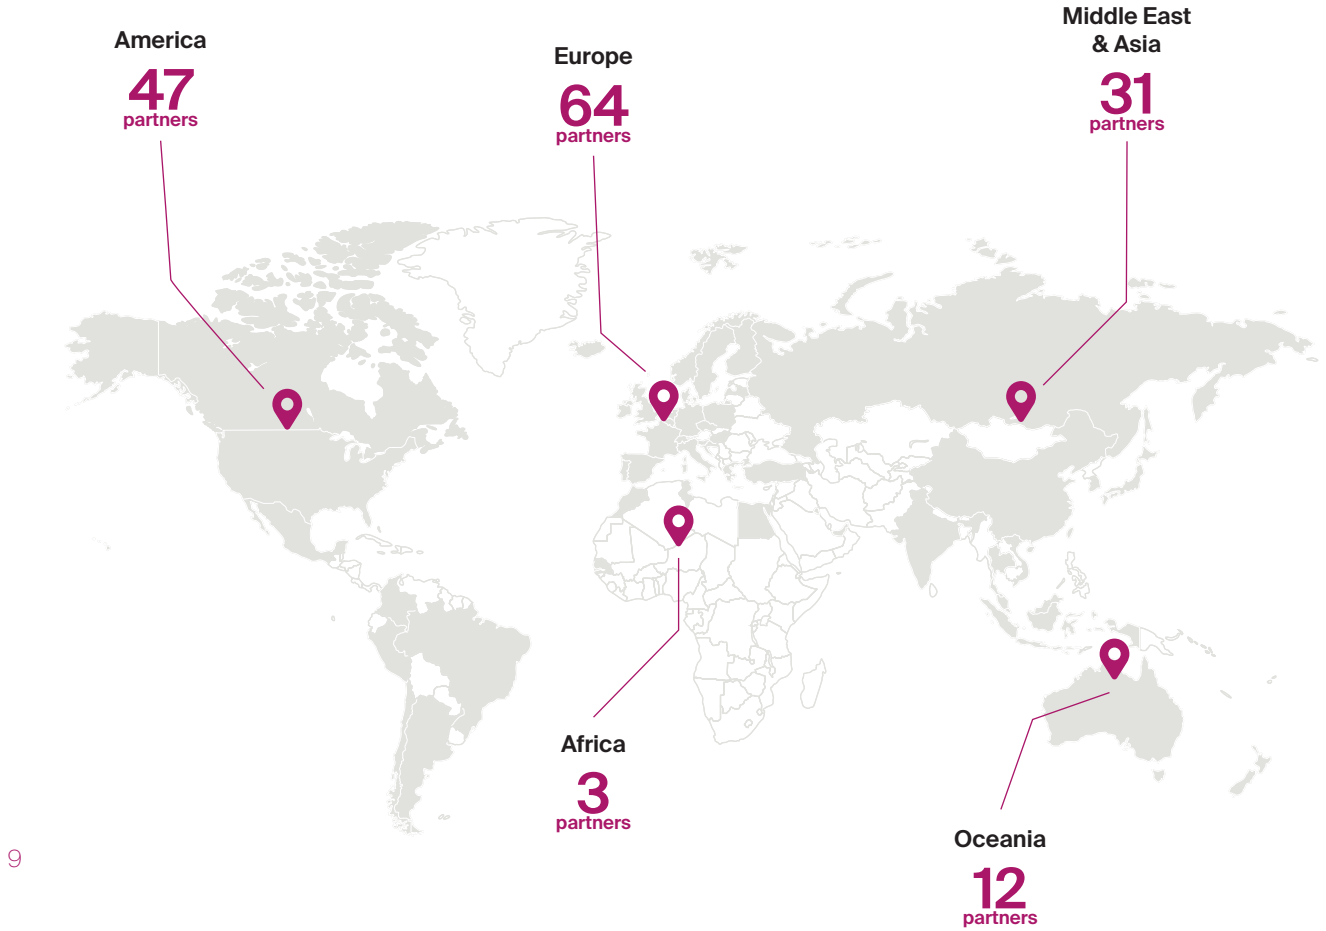 America
47
partners
Europe
64
partners
Middle East
& Asia
31
partners
Africa
3
partners
Oceania
12
partners
9